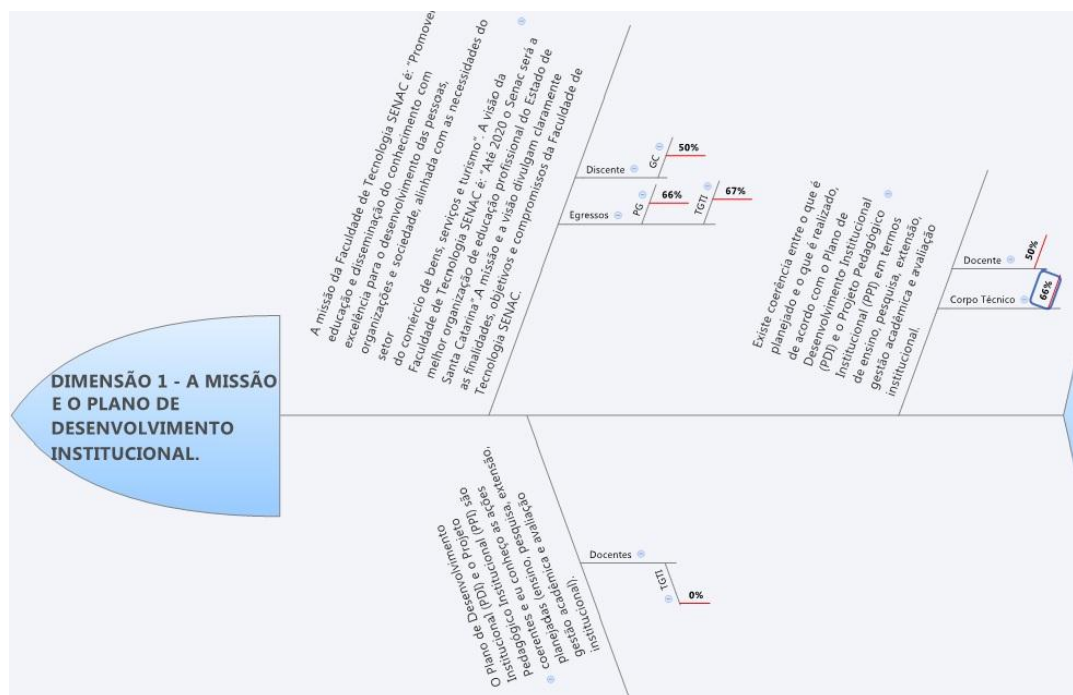 A missão da Faculdade de Tecnologia SENAC é: "Promover
educação e disseminação do conhecimento com
excelência para o desenvolvimento das pessoas,
organizações e sociedade, alinhada com as necessidades do
setor
do comércio de bens, serviços e turismo". A visão da
Faculdade de Tecnologia SENAC é: "Até 2020 o Senac será a
melhor organização de educação profissional do Estado de
Santa Catarina". A missão e a visão divulgam claramente
as finalidades, objetivos e compromissos da Faculdade de
Tecnologia SENAC.
Discente
GC
50%
Egressos
PG
66%
TGTI
67%
Existe coerência entre o que é
planejado e o que é realizado,
de acordo com o Plano de
Desenvolvimento Institucional
(PDI) e o Projeto Pedagógico
Institucional (PPI) em termos
de ensino, pesquisa, extensão,
gestão acadêmica e avaliação
institucional.
Docente
50%
Corpo Técnico
66%
DIMENSÃO 1 - A MISSÃO
E O PLANO DE
DESENVOLVIMENTO
INSTITUCIONAL.
O Plano de Desenvolvimento
Institucional (PDI) e o Projeto
Pedagógico Institucional (PPI) são
coerentes e eu conheço as ações
planejadas (ensino, pesquisa, extensão,
gestão acadêmica e avaliação
institucional).
Docentes
TGTI
0%